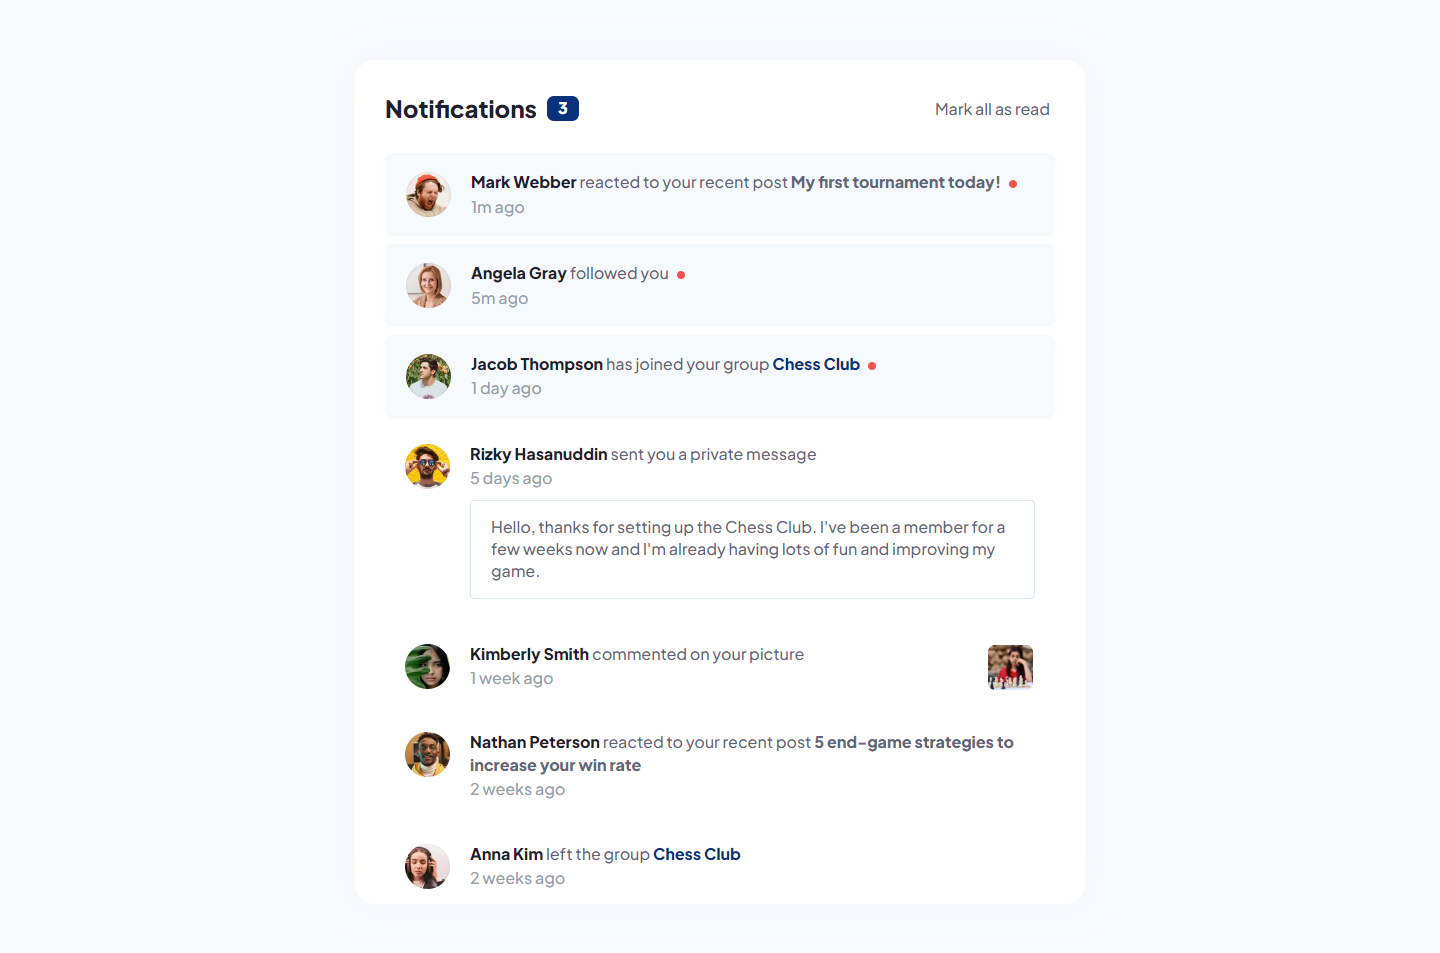 Notifications 3
Mark all as read
Mark Webber reacted to your recent post My first tournament today!
1m ago
Angela Gray followed you
5m ago
Jacob Thompson has joined your group Chess Club
1 day ago
Rizky Hasanuddin sent you a private message
5 days ago
Hello, thanks for setting up the Chess Club. I've been a member for a
few weeks now and I'm already having lots of fun and improving my
game.
Kimberly Smith commented on your picture
1 week ago
Nathan Peterson reacted to your recent post 5 end-game strategies to
increase your win rate
2 weeks ago
Anna Kim left the group Chess Club
2 weeks ago